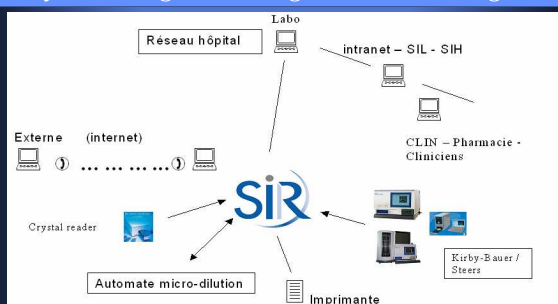 Labo
Réseau hôpital
intranet – SIL - SIH
Externe (internet)
CLIN – Pharmacie -
Cliniciens
SiR
Crystal reader
Kirby-Bauer /
Steers
Automate micro-dilution
Imprimante